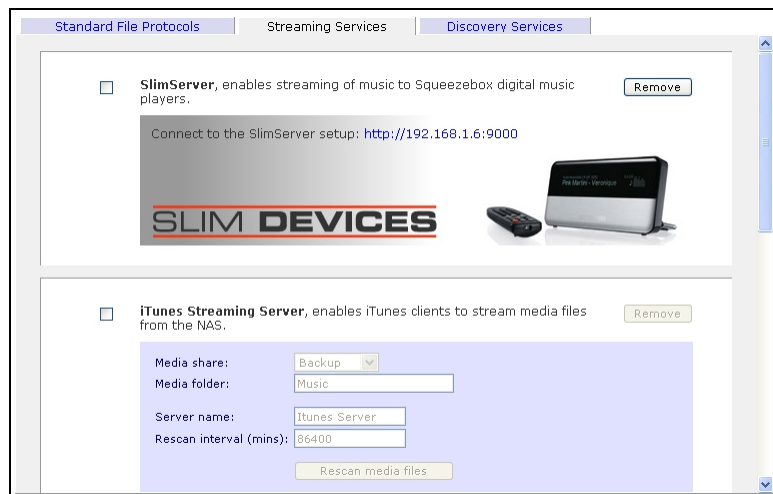 Standard File Protocols
Streaming Services
Discovery Services
SlimServer, enables streaming of music to Squeezebox digital music
players.
Remove
Connect to the SlimServer setup: http://192.168.1.6:9000
Pink Martini - Veronique
SLIM DEVICES
iTunes Streaming Server, enables iTunes clients to stream media files
from the NAS.
Remove
Media share:
Backup
Media folder:
Music
Server name:
Itunes Server
Rescan interval (mins):
86400
Rescan media files